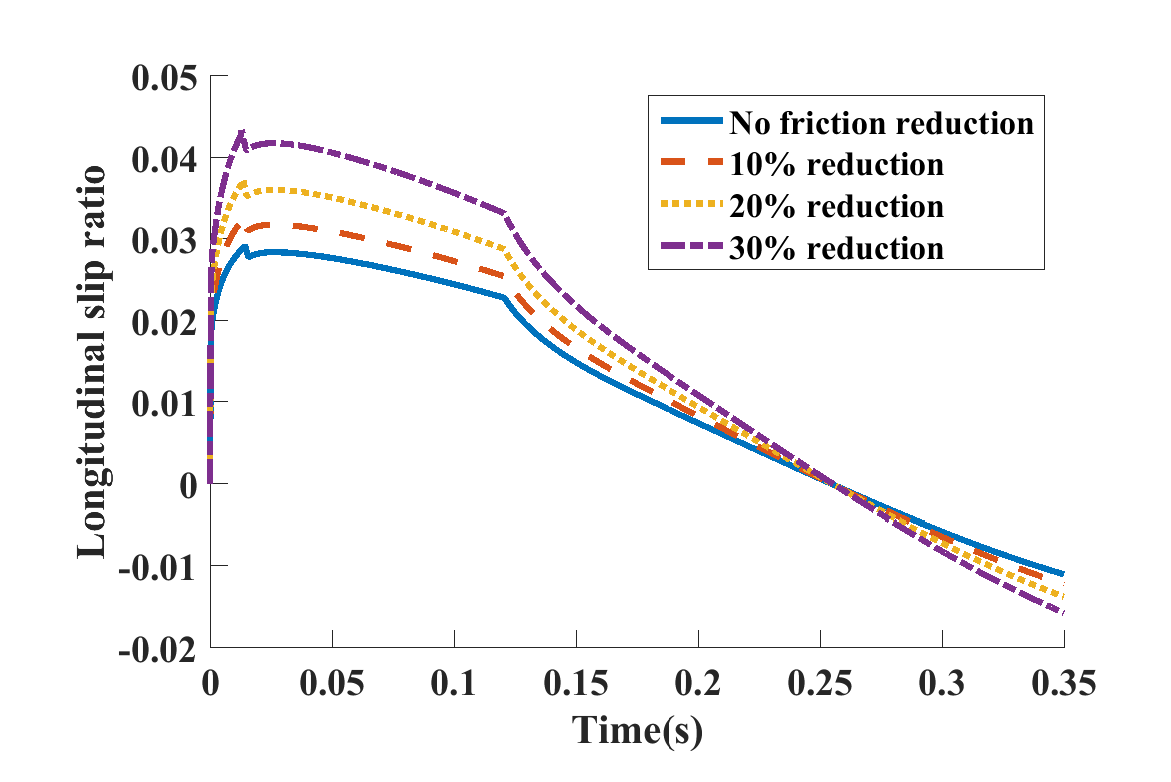 0.05
0.04
0.03
0.02
0.01
0
-0.01
-0.02
Longitudinal slip ratio
No friction reduction
10% reduction
20% reduction
30% reduction
0 0.05 0.1 0.15 0.2 0.25 0.3 0.35
Time(s)